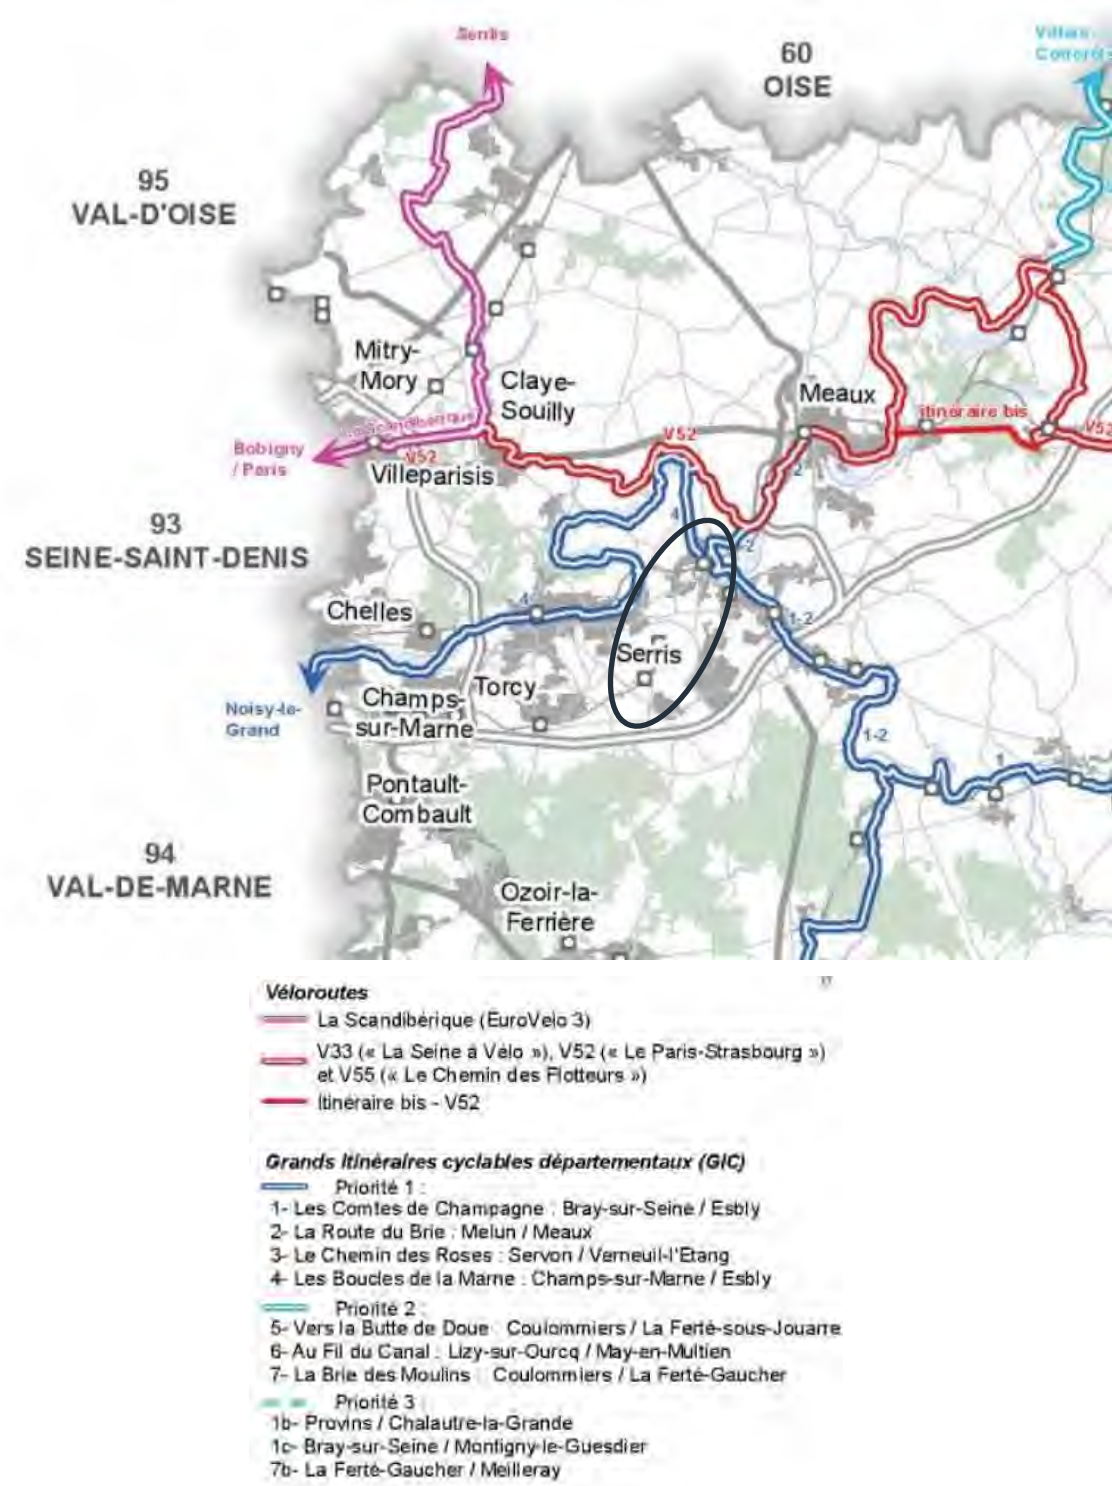 Senlis
60
OISE
Villers-
95
VAL-D'OISE
Mitry-
Mory
Claye-
Souilly
Meaux
itinéraire bis
V52
V52
Bobigny
/ Paris
V52
Villeparisis
2
93
SEINE-SAINT-DENIS
4
-2
Chelles
4
1-2
Serris
Noisy-le-
Grand
Champs-
sur-Marne
Torcy
1-2
1
Pontault-
Combault
94
VAL-DE-MARNE
Ozoir-la-
Ferrière
Véloroutes
La Scandibérique (EuroVelo 3)
V33 (« La Seine à Vélo »), V52 (« Le Paris-Strasbourg »)
et V55 (« Le Chemin des Flotteurs »)
Itinéraire bis - V52
Grands Itinéraires cyclables départementaux (GIC)
Priorité 1 :
1- Les Comtes de Champagne : Bray-sur-Seine / Esbly
2- La Route du Brie : Melun / Meaux
3- Le Chemin des Roses : Servon / Verneuil-l'Etang
4- Les Boucles de la Marne : Champs-sur-Marne / Esbly
Priorité 2 :
5- Vers la Butte de Doue : Coulommiers / La Ferté-sous-Jouarre
6- Au Fil du Canal : Lizy-sur-Ourcq / May-en-Multien
7- La Brie des Moulins : Coulommiers / La Ferté-Gaucher
Priorité 3 :
1b- Provins / Chalautre-la-Grande
1c- Bray-sur-Seine / Montigny-le-Guesdier
7b- La Ferté-Gaucher / Meilleray